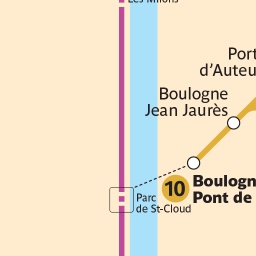 Les Milons
Port
d'Auteu
Boulogne
Jean Jaurès
10
Boulogn
Pont de
Parc
de St-Cloud